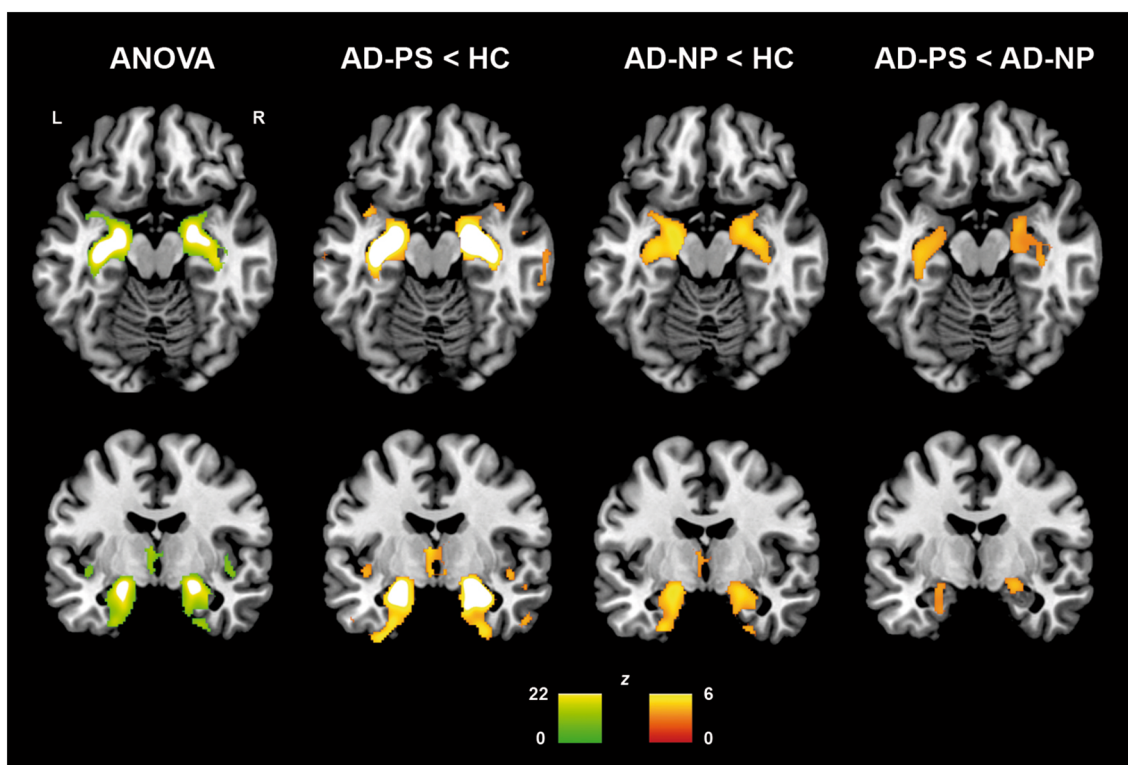 ANOVA AD-PS < HC AD-NP < HC AD-PS < AD-NP
L R
z
22 6
0 0